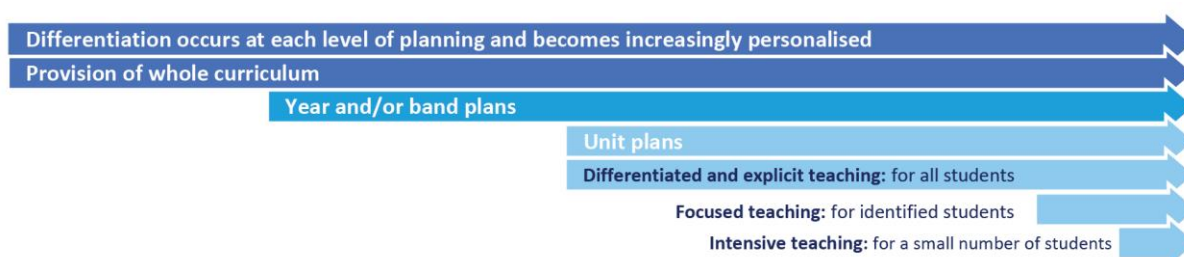 Differentiation occurs at each level of planning and becomes increasingly personalised
Provision of whole curriculum
Year and/or band plans
Unit plans
Differentiated and explicit teaching: for all students
Focused teaching: for identified students
Intensive teaching: for a small number of students